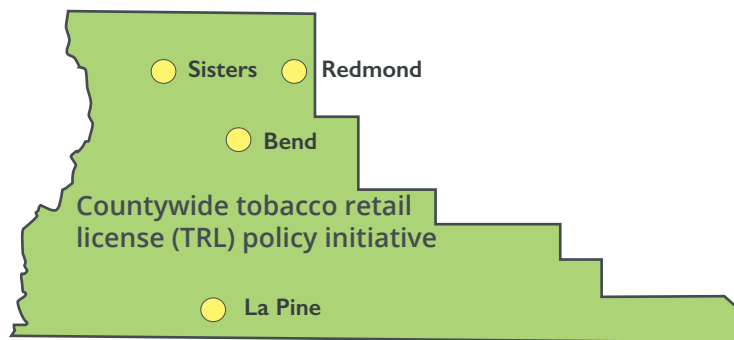 Sisters
Redmond
Bend
Countywide tobacco retail
license (TRL) policy initiative
La Pine